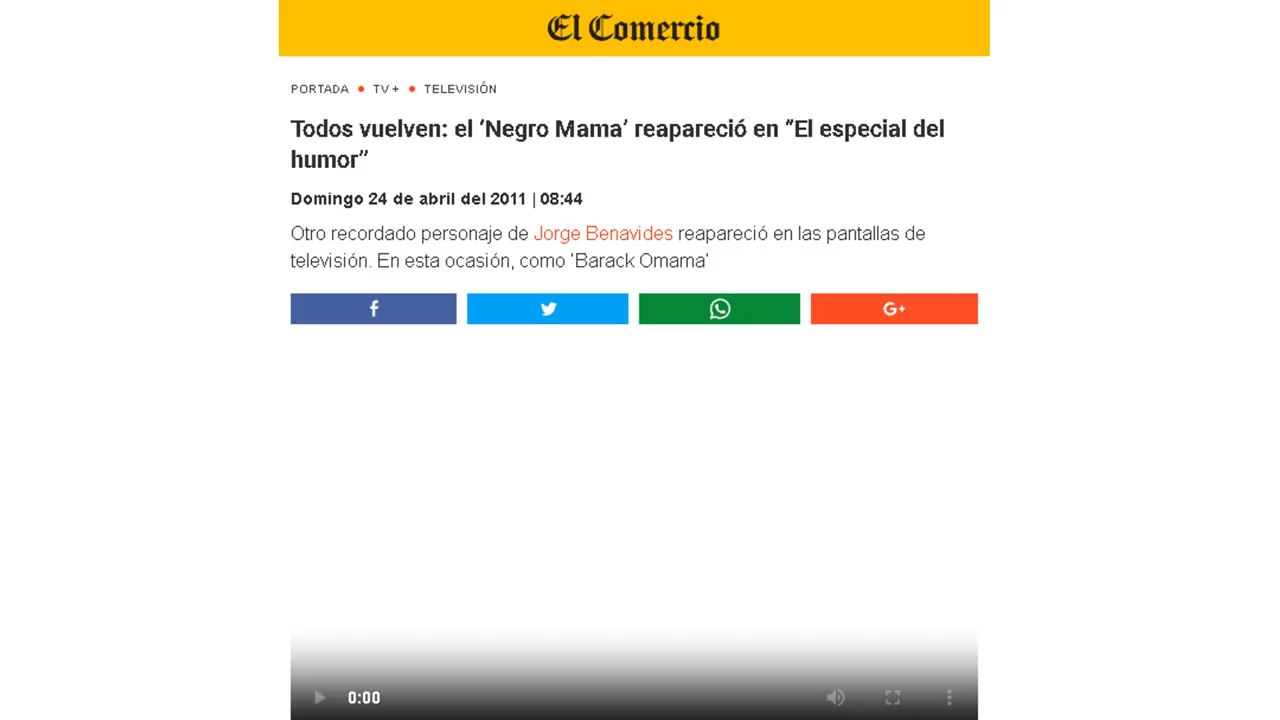 El Comercio
PORTADA • TV + • TELEVISIÓN
Todos vuelven: el ‘Negro Mama’ reapareció en “El especial del
humor”
Domingo 24 de abril del 2011 | 08:44
Otro recordado personaje de Jorge Benavides reapareció en las pantallas de
televisión. En esta ocasión, como ‘Barack Omama’
f
G+
0:00